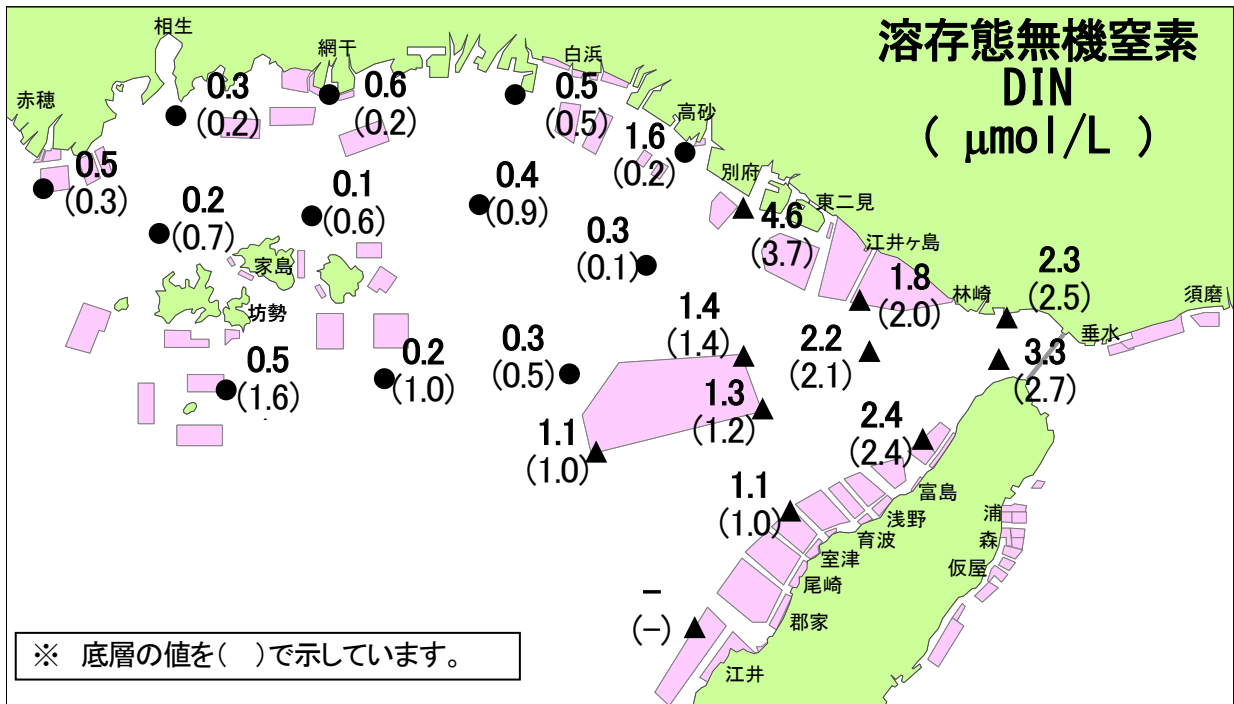 溶存態無機窒素
DIN
( μmol/L )
相生
網干
白浜
赤穂
高砂
別府
東二見
江井ヶ島
林崎
垂水
須磨
家島
坊勢
富島
浅野
育波
室津
尾崎
郡家
江井
浦
森
仮屋
0.3
(0.2)
0.6
(0.2)
0.5
(0.5)
1.6
(0.2)
0.5
(0.3)
0.2
(0.7)
0.1
(0.6)
0.4
(0.9)
0.3
(0.1)
4.6
(3.7)
1.8
(2.0)
2.3
(2.5)
3.3
(2.7)
2.2
(2.1)
1.4
(1.4)
1.3
(1.2)
0.3
(0.5)
0.2
(1.0)
0.5
(1.6)
1.1
(1.0)
2.4
(2.4)
1.1
(1.0)
−
(−)
※ 底層の値を( )で示しています。